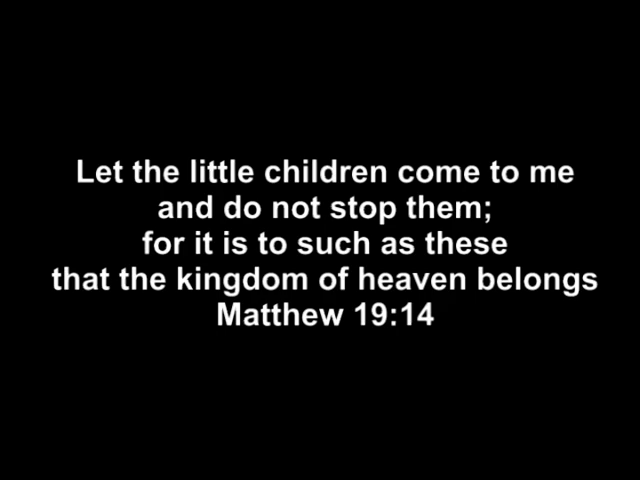 Let the little children come to me
and do not stop them;
for it is to such as these
that the kingdom of heaven belongs
Matthew 19:14